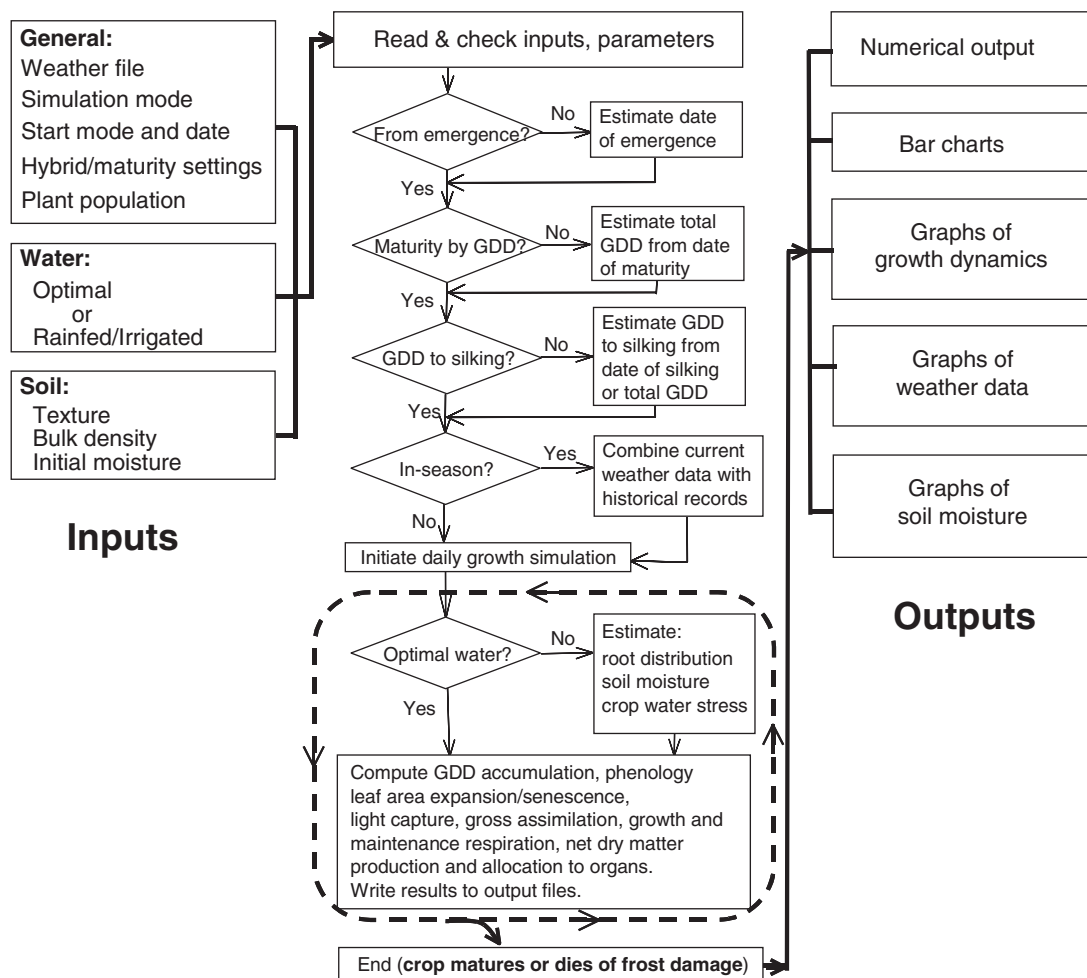 General:
Weather file
Simulation mode
Start mode and date
Hybrid/maturity settings
Plant population
Water:
Optimal
or
Rainfed/Irrigated
Soil:
Texture
Bulk density
Initial moisture
Inputs
Read & check inputs, parameters
From emergence?
No
Estimate date
of emergence
Yes
Maturity by GDD?
No
Estimate total
GDD from date
of maturity
Yes
GDD to silking?
No
Estimate GDD
to silking from
date of silking
or total GDD
Yes
In-season?
Yes
Combine current
weather data with
historical records
No
Initiate daily growth simulation
Optimal water?
No
Estimate:
root distribution
soil moisture
crop water stress
Yes
Compute GDD accumulation, phenology
leaf area expansion/senescence,
light capture, gross assimilation, growth and
maintenance respiration, net dry matter
production and allocation to organs.
Write results to output files.
End (crop matures or dies of frost damage)
Numerical output
Bar charts
Graphs of
growth dynamics
Graphs of
weather data
Graphs of
soil moisture
Outputs